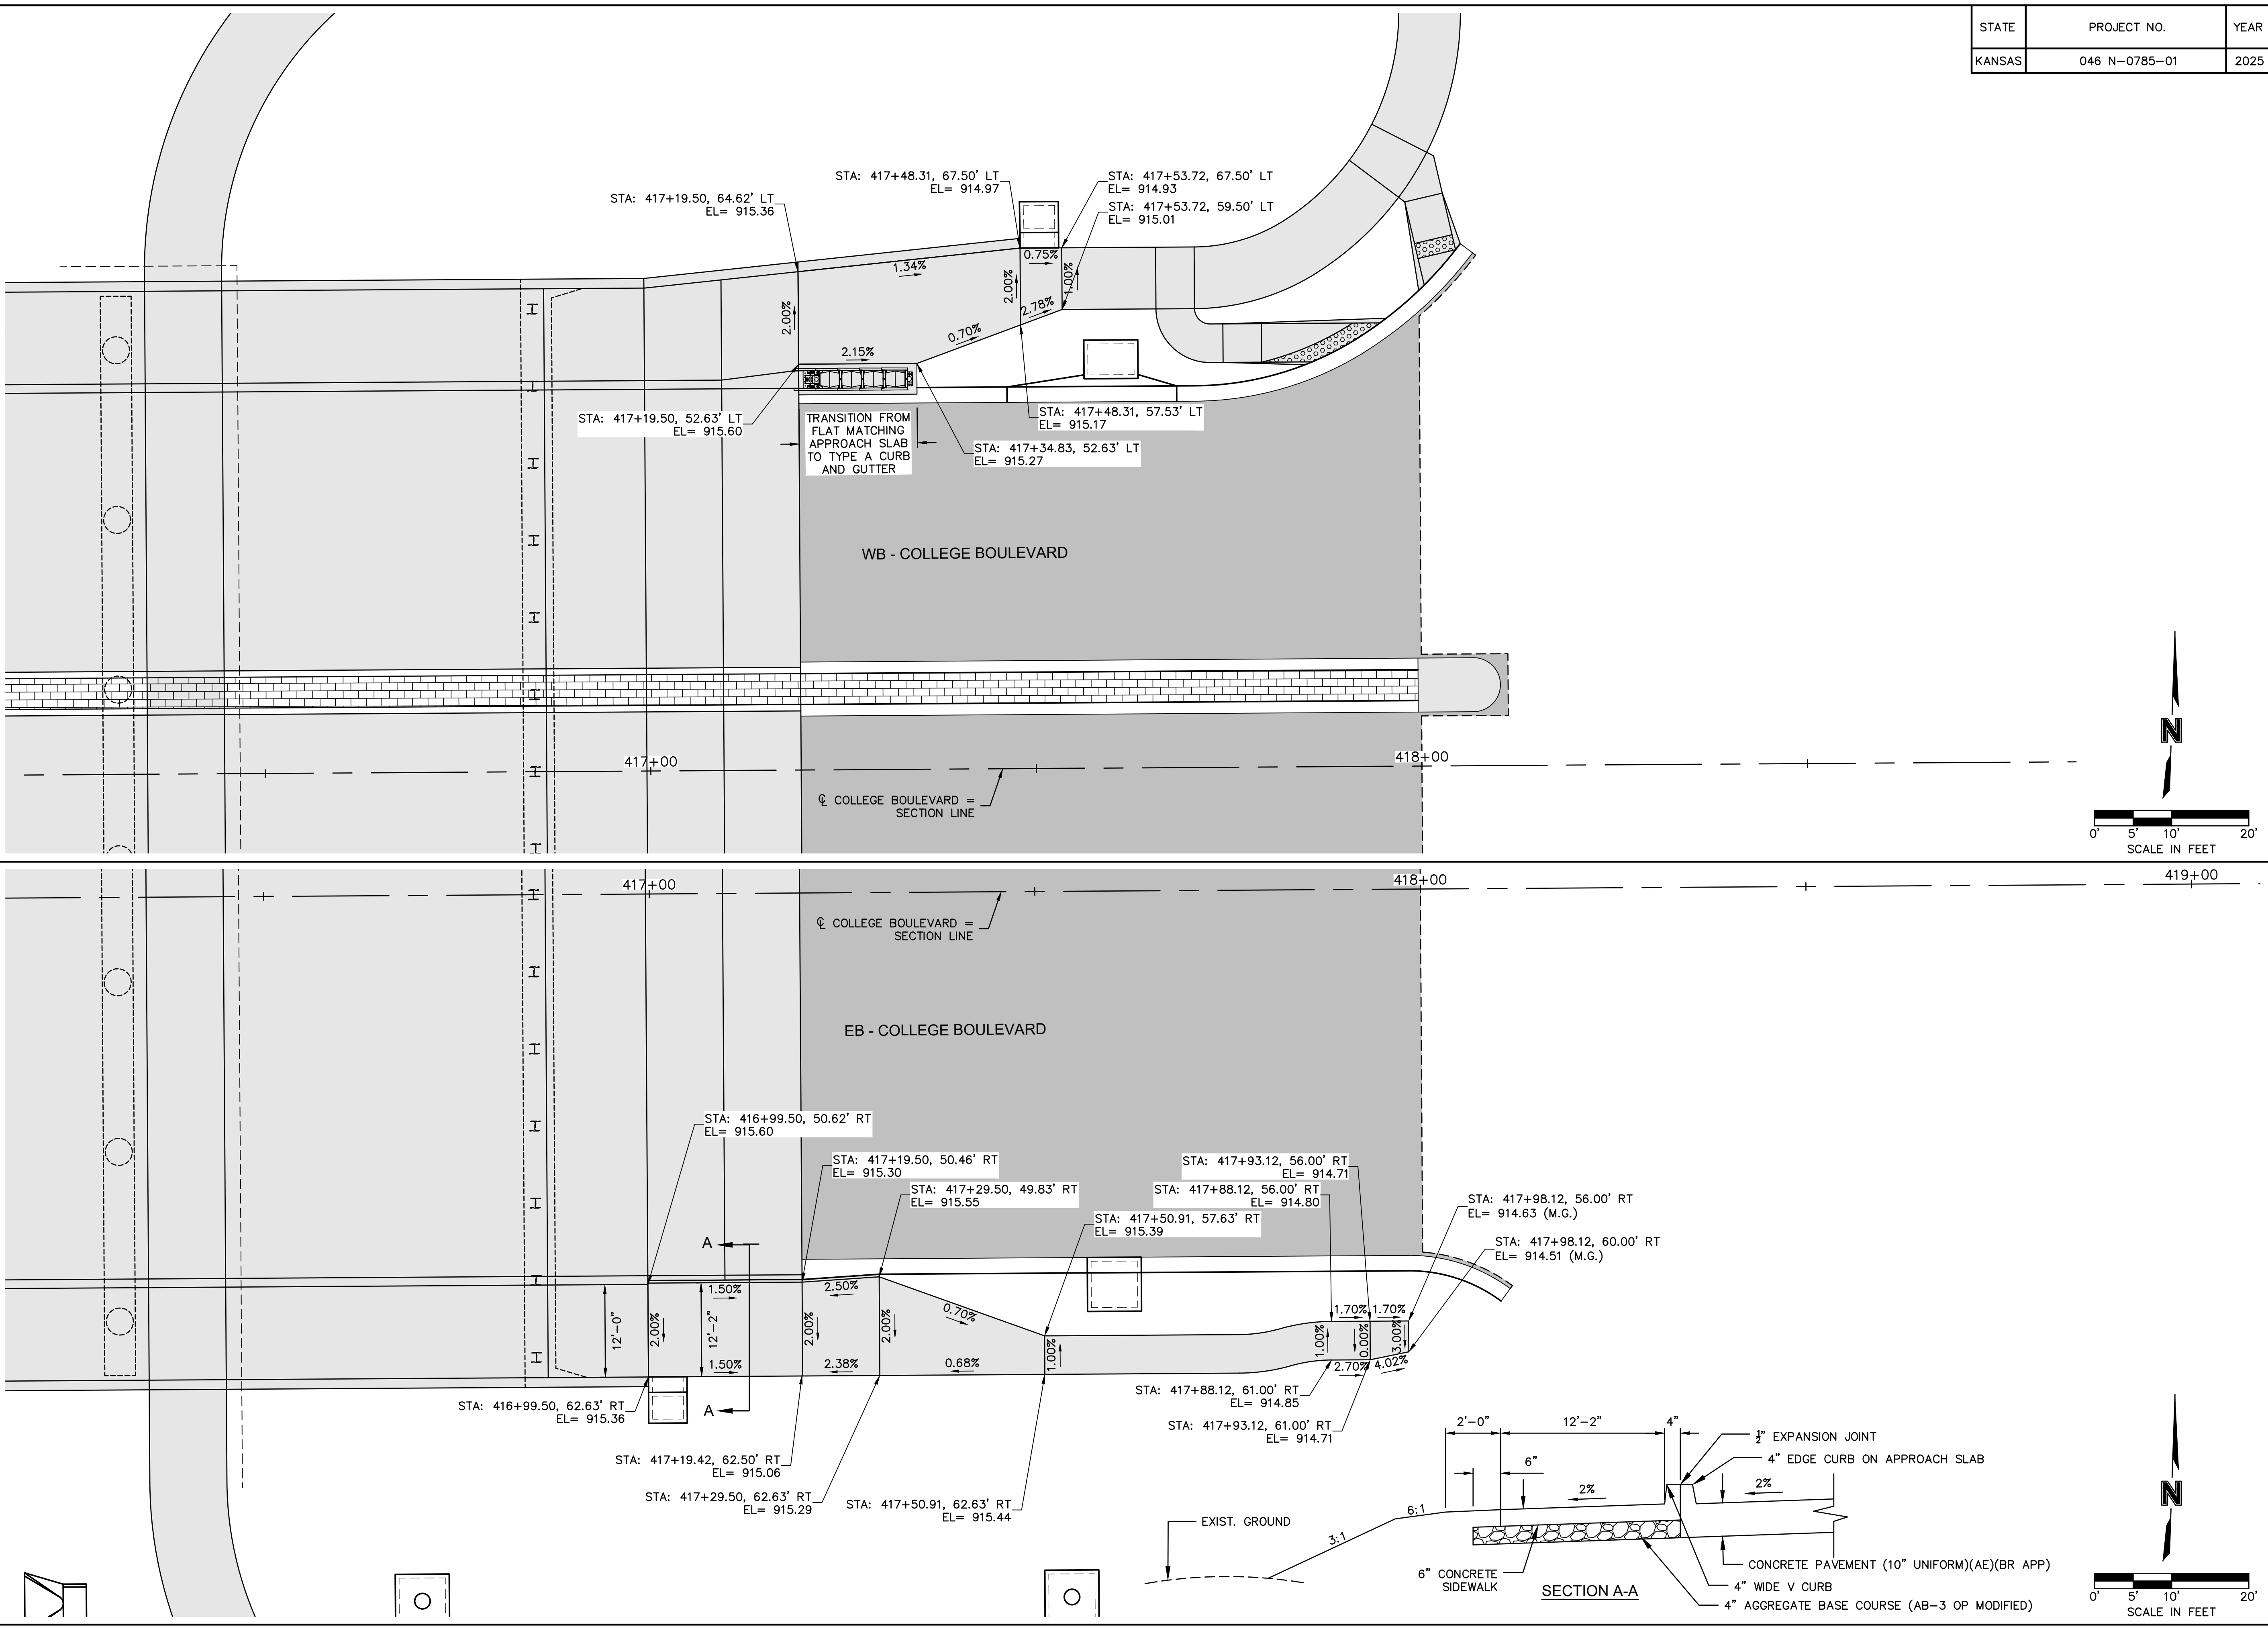 STATE PROJECT NO. YEAR
KANSAS 046 N-0785-01 2025
STA: 417+48.31, 67.50' LT
EL= 914.97
STA: 417+53.72, 67.50' LT
EL= 914.93
STA: 417+19.50, 64.62' LT
EL= 915.36
STA: 417+53.72, 59.50' LT
EL= 915.01
0.75%
1.34%
2.00%
1.00%
2.78%
2.00%
0.70%
2.15%
STA: 417+19.50, 52.63' LT
EL= 915.60
TRANSITION FROM
FLAT MATCHING
APPROACH SLAB
TO TYPE A CURB
AND GUTTER
STA: 417+48.31, 57.53' LT
EL= 915.17
STA: 417+34.83, 52.63' LT
EL= 915.27
WB - COLLEGE BOULEVARD
417+00
418+00
℄ COLLEGE BOULEVARD =
SECTION LINE
N
0' 5' 10' 20'
SCALE IN FEET
417+00
418+00
419+00
℄ COLLEGE BOULEVARD =
SECTION LINE
EB - COLLEGE BOULEVARD
STA: 416+99.50, 50.62' RT
EL= 915.60
STA: 417+19.50, 50.46' RT
EL= 915.30
STA: 417+29.50, 49.83' RT
EL= 915.55
STA: 417+50.91, 57.63' RT
EL= 915.39
STA: 417+93.12, 56.00' RT
EL= 914.71
STA: 417+88.12, 56.00' RT
EL= 914.80
STA: 417+98.12, 56.00' RT
EL= 914.63 (M.G.)
STA: 417+98.12, 60.00' RT
EL= 914.51 (M.G.)
A
1.50%
2.50%
0.70%
1.70% 1.70%
12'-0"
2.00%
12'-2"
2.00%
2.00%
1.00%
1.00%
0.00%
3.00%
1.50%
2.38%
0.68%
2.70%
4.02%
A
STA: 416+99.50, 62.63' RT
EL= 915.36
STA: 417+19.42, 62.50' RT
EL= 915.06
STA: 417+29.50, 62.63' RT
EL= 915.29
STA: 417+50.91, 62.63' RT
EL= 915.44
STA: 417+88.12, 61.00' RT
EL= 914.85
STA: 417+93.12, 61.00' RT
EL= 914.71
2'-0" 12'-2" 4"
½" EXPANSION JOINT
4" EDGE CURB ON APPROACH SLAB
6"
2%
2%
6:1
3:1
EXIST. GROUND
6" CONCRETE
SIDEWALK
SECTION A-A
CONCRETE PAVEMENT (10" UNIFORM)(AE)(BR APP)
4" WIDE V CURB
4" AGGREGATE BASE COURSE (AB-3 OP MODIFIED)
N
0' 5' 10' 20'
SCALE IN FEET